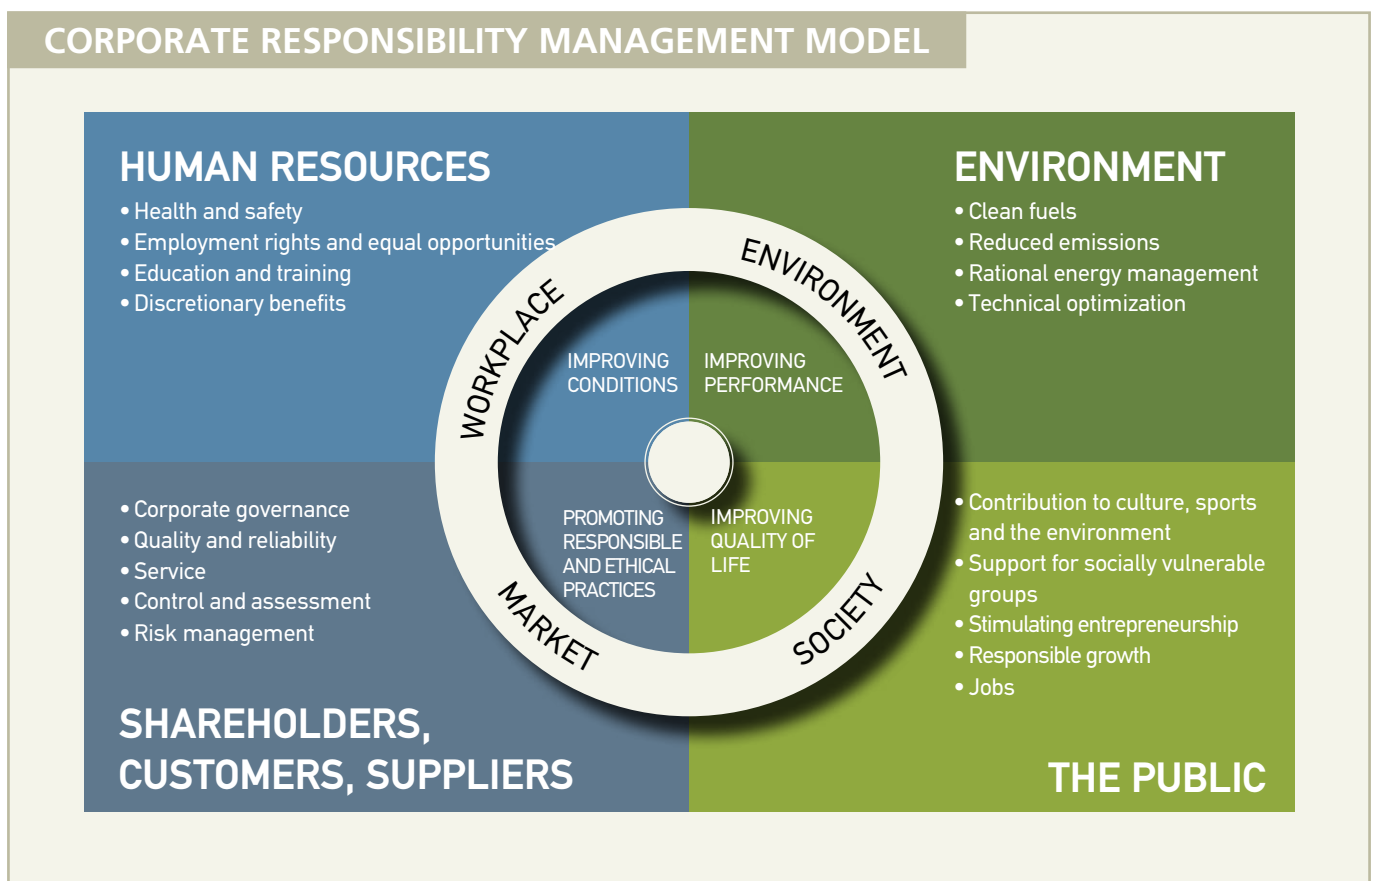 CORPORATE RESPONSIBILITY MANAGEMENT MODEL
HUMAN RESOURCES
• Health and safety
• Employment rights and equal opportunities
• Education and training
• Discretionary benefits
ENVIRONMENT
• Clean fuels
• Reduced emissions
• Rational energy management
• Technical optimization
WORKPLACE
ENVIRONMENT
IMPROVING
CONDITIONS
IMPROVING
PERFORMANCE
PROMOTING
RESPONSIBLE
AND ETHICAL
PRACTICES
IMPROVING
QUALITY OF
LIFE
MARKET
SOCIETY
• Corporate governance
• Quality and reliability
• Service
• Control and assessment
• Risk management
SHAREHOLDERS,
CUSTOMERS, SUPPLIERS
• Contribution to culture, sports
and the environment
• Support for socially vulnerable
groups
• Stimulating entrepreneurship
• Responsible growth
• Jobs
THE PUBLIC